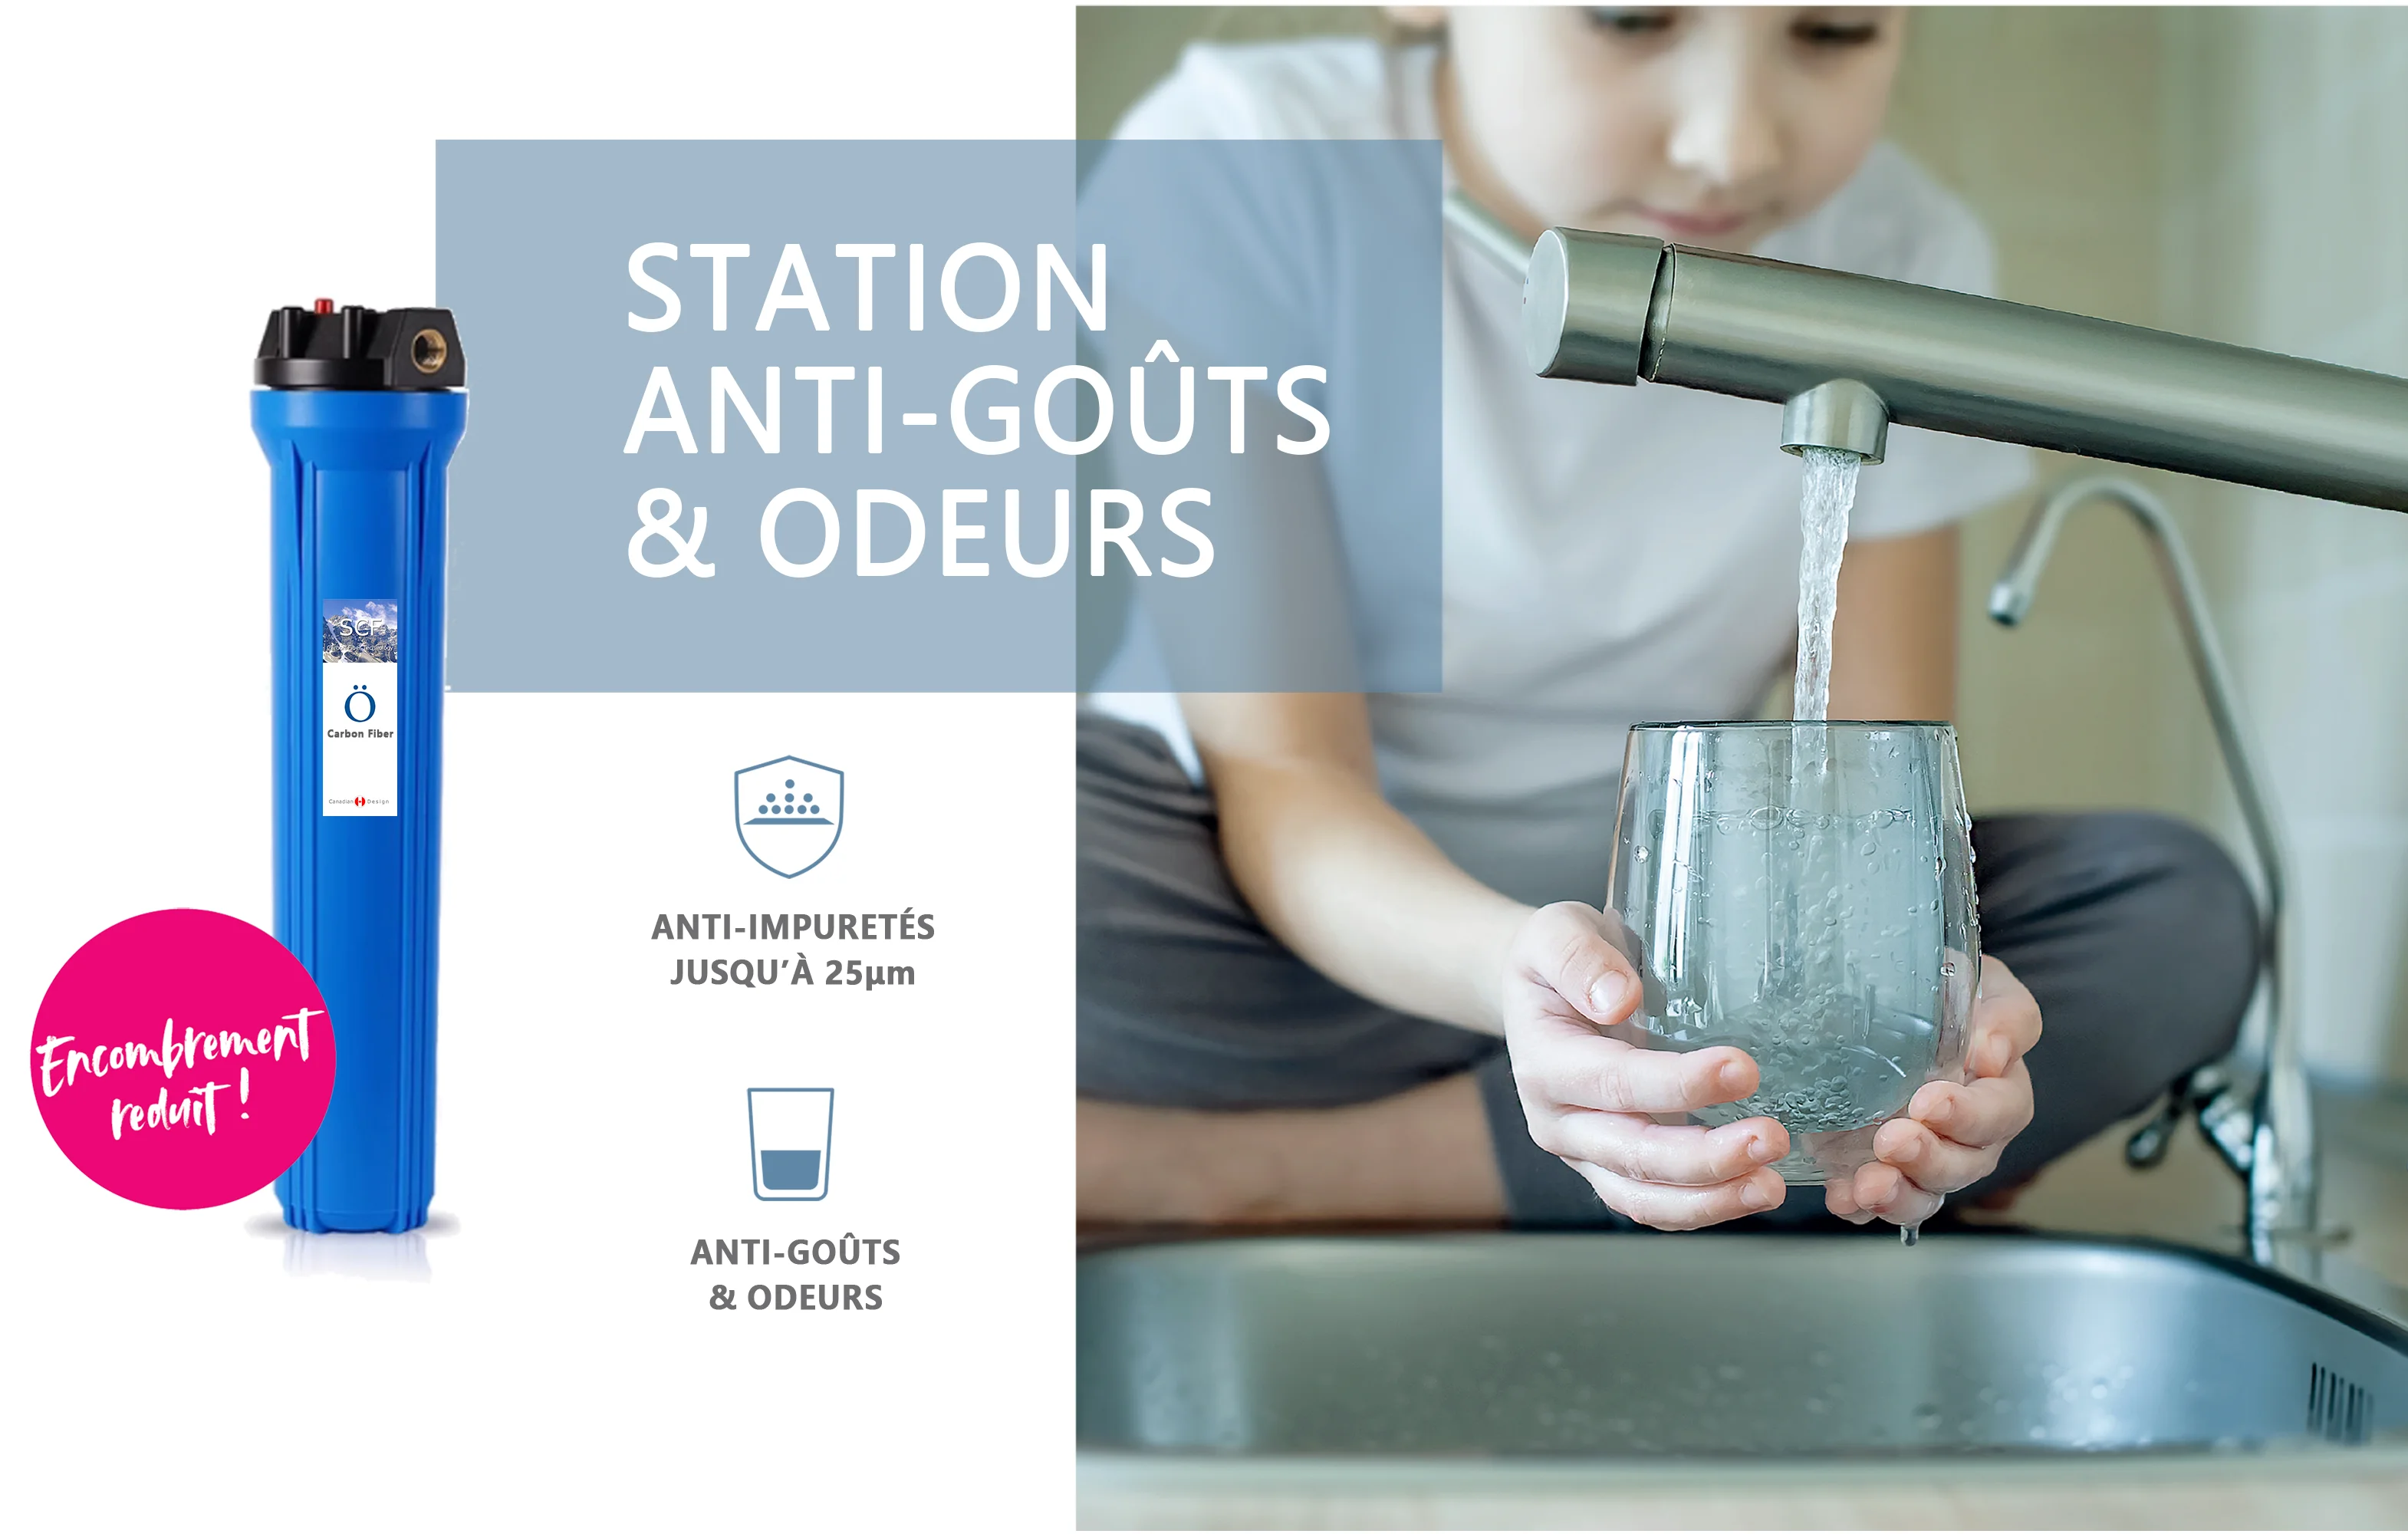 STATION
ANTI-GOÛTS
& ODEURS
SCF
Ö
Carbon Fiber
Canadian Design
Encombrement
reduit !
ANTI-IMPURETÉS
JUSQU’À 25µm
ANTI-GOÛTS
& ODEURS